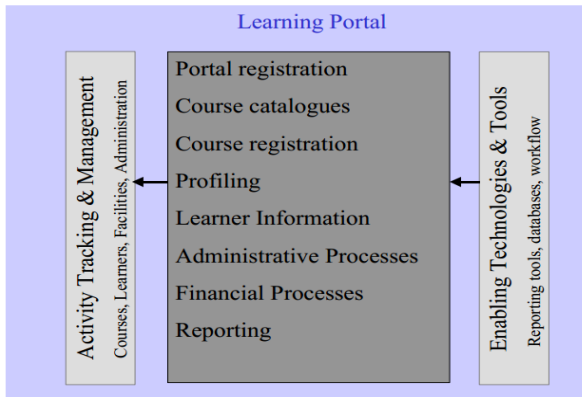 Learning Portal
Activity Tracking & Management
Courses, Learners, Facilities, Administration
Portal registration
Course catalogues
Course registration
Profiling
Learner Information
Administrative Processes
Financial Processes
Reporting
Enabling Technologies & Tools
Reporting tools, databases, workflow